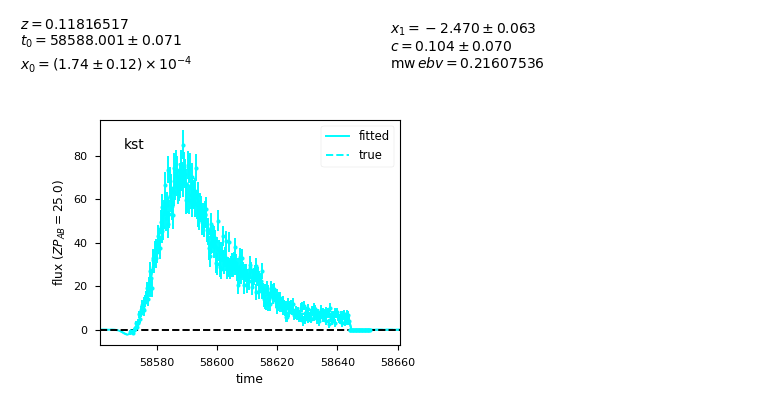 z = 0.11816517
t₀ = 58588.001 ± 0.071
x₀ = (1.74 ± 0.12) × 10⁻⁴
x₁ = − 2.470 ± 0.063
c = 0.104 ± 0.070
mw ebv = 0.21607536
kst
fitted
true
flux (ZP_AB = 25.0)
80
60
40
20
0
58580 58600 58620 58640 58660
time